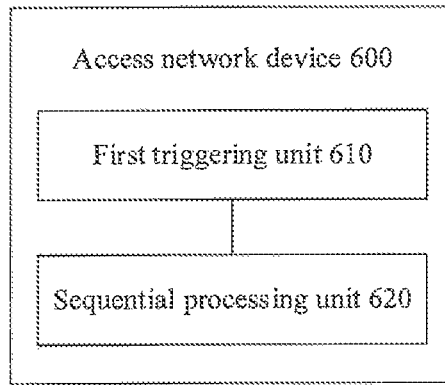 Access network device 600
First triggering unit 610
Sequential processing unit 620